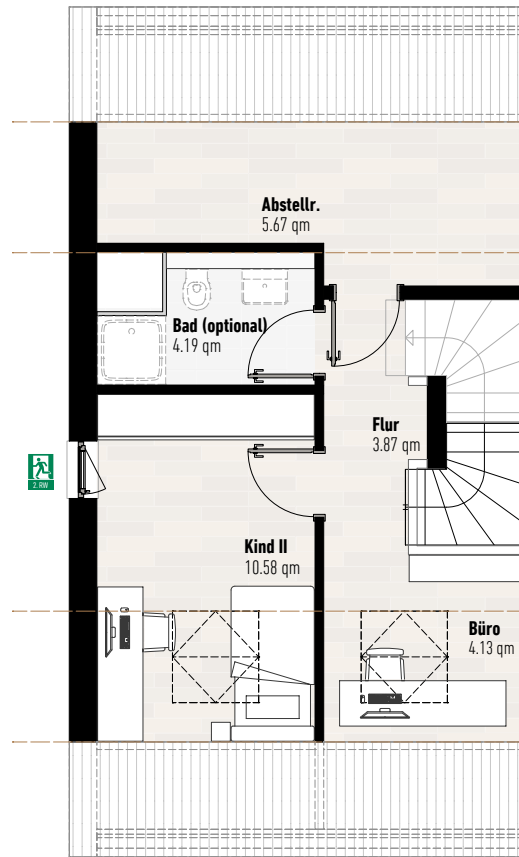 Abstellr.
5.67 qm
Bad (optional)
4.19 qm
Flur
3.87 qm
2. RW
Kind II
10.58 qm
Büro
4.13 qm